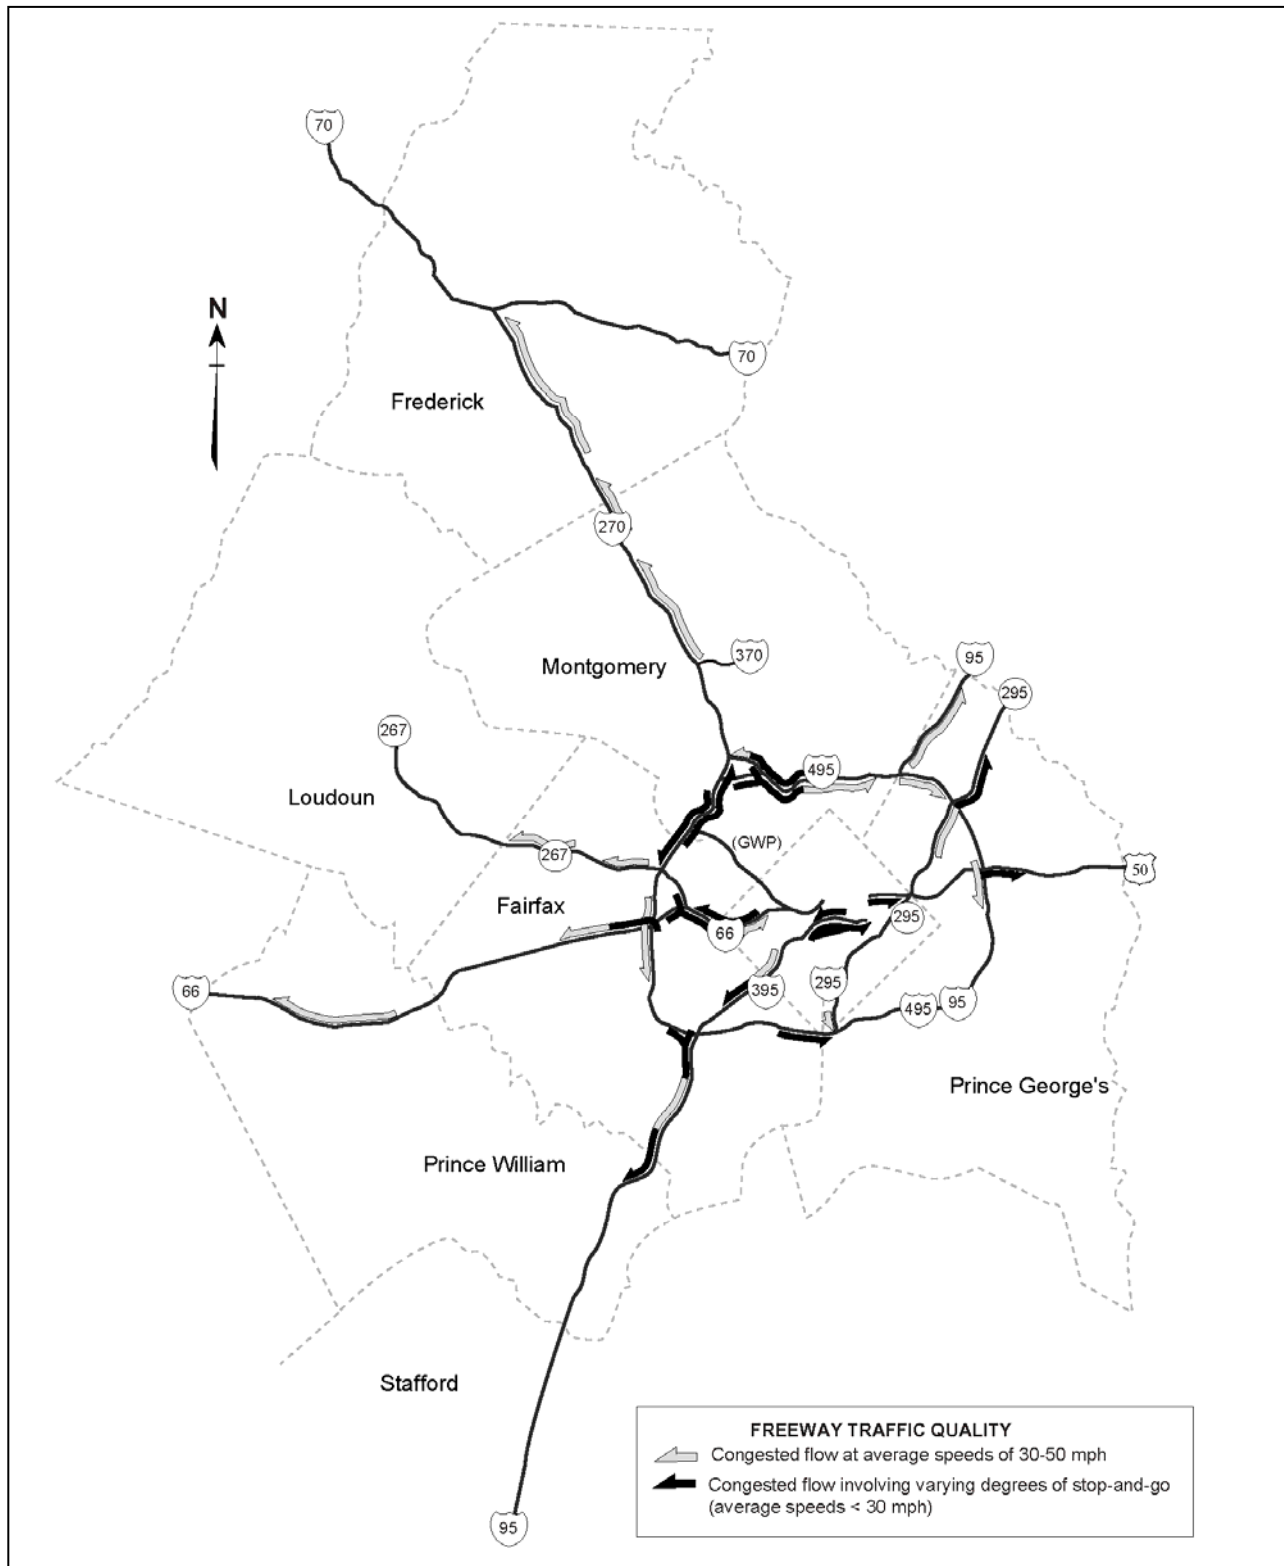 70
N
70
Frederick
270
Montgomery
370
95
295
267
Loudoun
495
(GWP)
267
50
Fairfax
66
295
66
395
295
495
95
Prince George's
Prince William
Stafford
95
FREEWAY TRAFFIC QUALITY
Congested flow at average speeds of 30-50 mph
Congested flow involving varying degrees of stop-and-go
(average speeds < 30 mph)